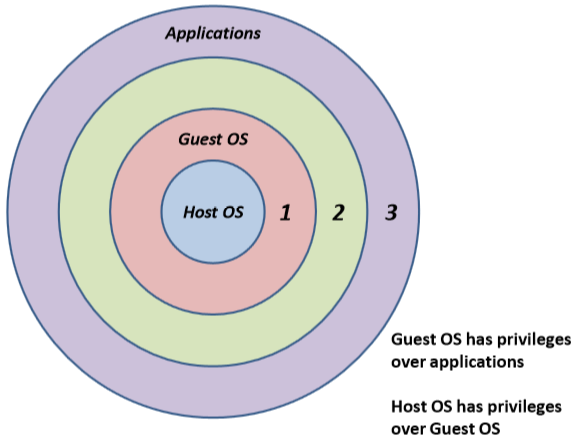 Applications
Guest OS
Host OS 1 2 3
Guest OS has privileges
over applications
Host OS has privileges
over Guest OS